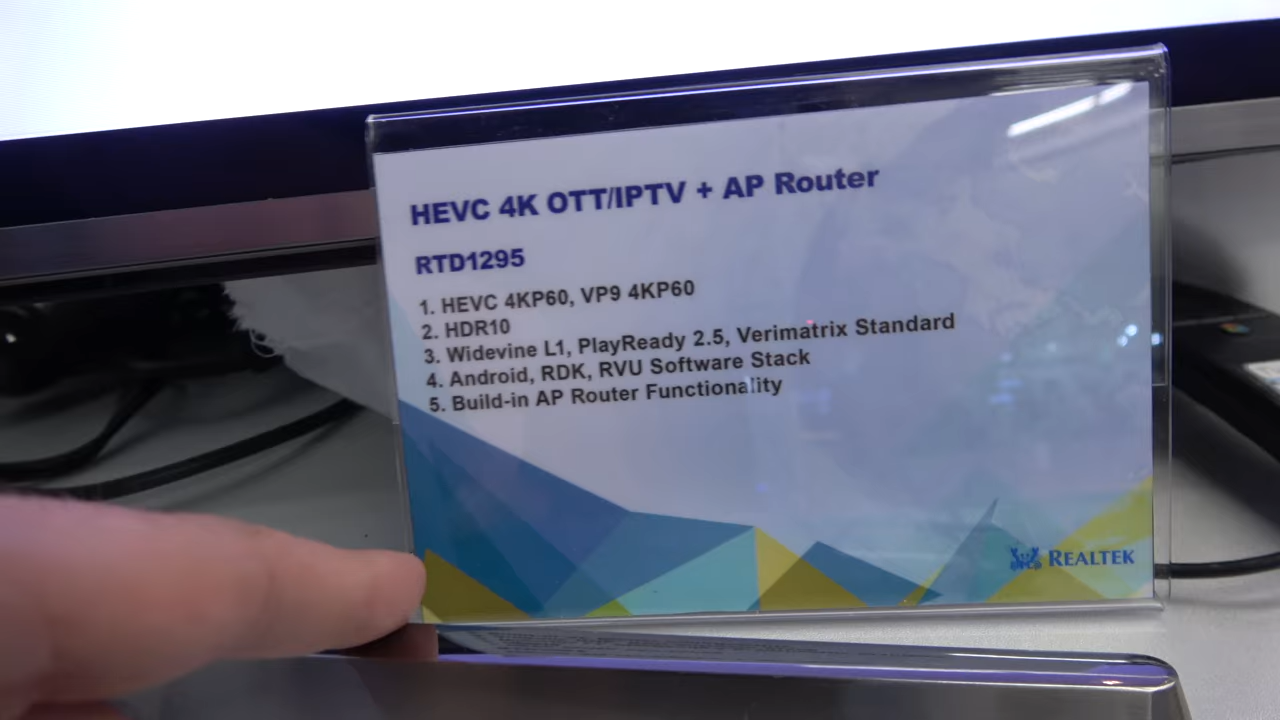 HEVC 4K OTT/IPTV + AP Router
RTD1295
1. HEVC 4KP60, VP9 4KP60
2. HDR10
3. Widevine L1, PlayReady 2.5, Verimatrix Standard
4. Android, RDK, RVU Software Stack
5. Build-in AP Router Functionality
REALTEK